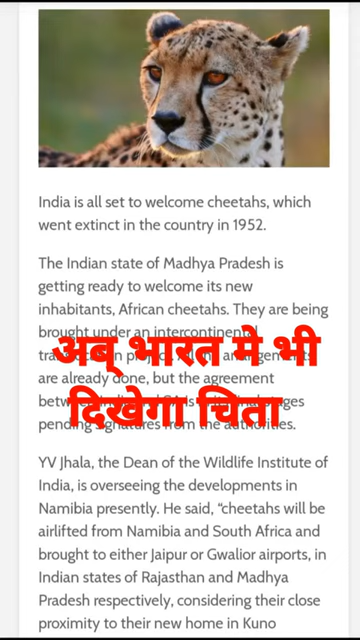 India is all set to welcome cheetahs, which
went extinct in the country in 1952.
The Indian state of Madhya Pradesh is
getting ready to welcome its new
inhabitants, African cheetahs. They are being
brought under an intercontinental
अब् भारत मे भी
are already done, but the agreement
दिखेगा चिता
pending signatures from the authorities.
YV Jhala, the Dean of the Wildlife Institute of
India, is overseeing the developments in
Namibia presently. He said, “cheetahs will be
airlifted from Namibia and South Africa and
brought to either Jaipur or Gwalior airports, in
Indian states of Rajasthan and Madhya
Pradesh respectively, considering their close
proximity to their new home in Kuno